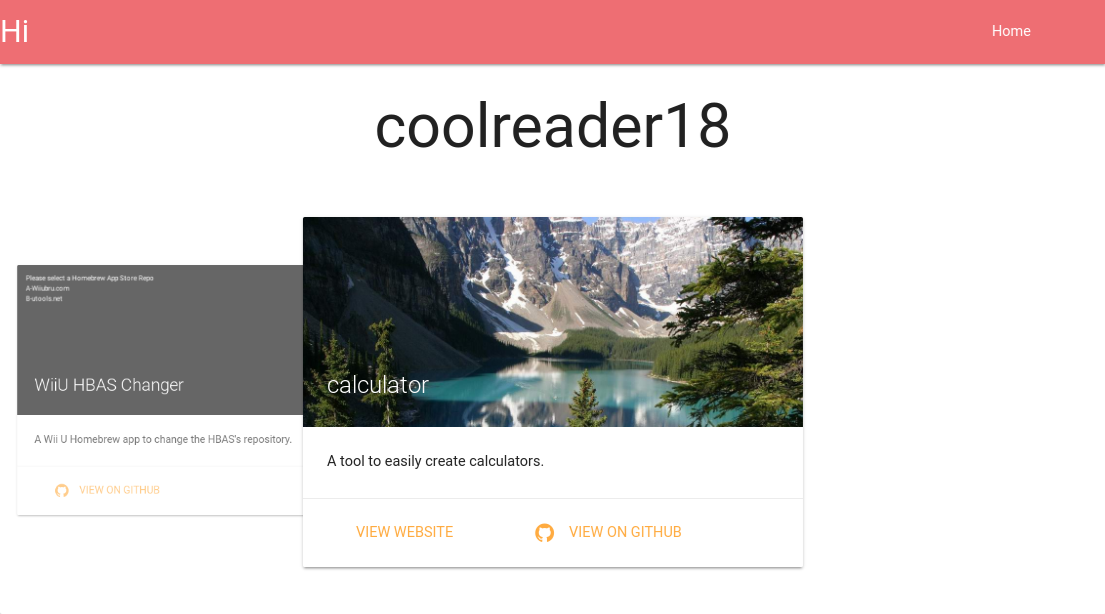 Hi
Home
coolreader18
Please select a Homebrew App Store Repo
A-Wiiubru.com
B-utools.net
WiiU HBAS Changer
A Wii U Homebrew app to change the HBAS's repository.
VIEW ON GITHUB
calculator
A tool to easily create calculators.
VIEW WEBSITE
VIEW ON GITHUB